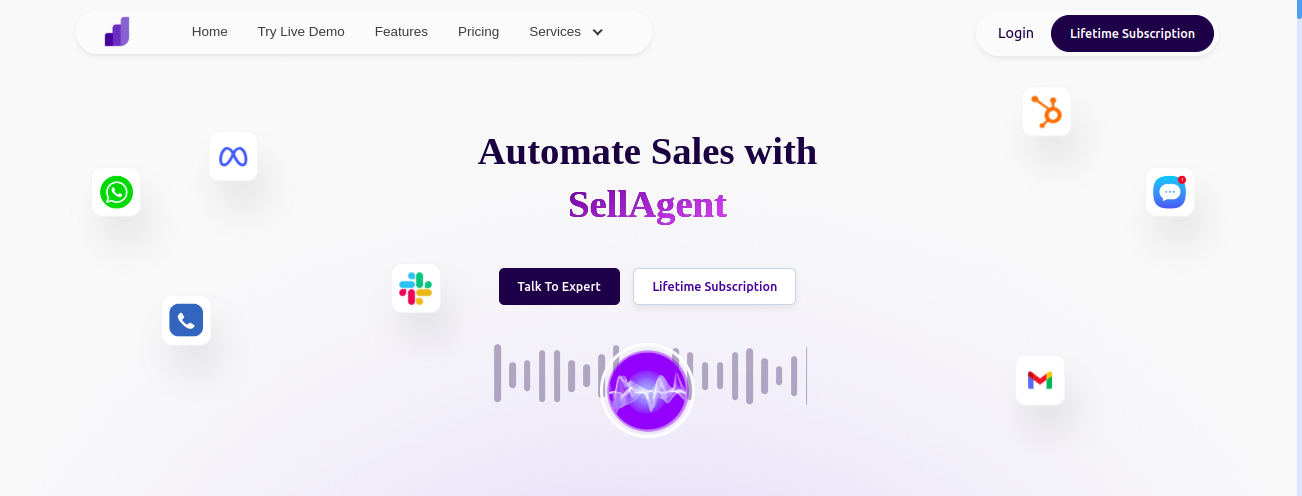 Home Try Live Demo Features Pricing Services
Login Lifetime Subscription
Automate Sales with
SellAgent
Talk To Expert Lifetime Subscription